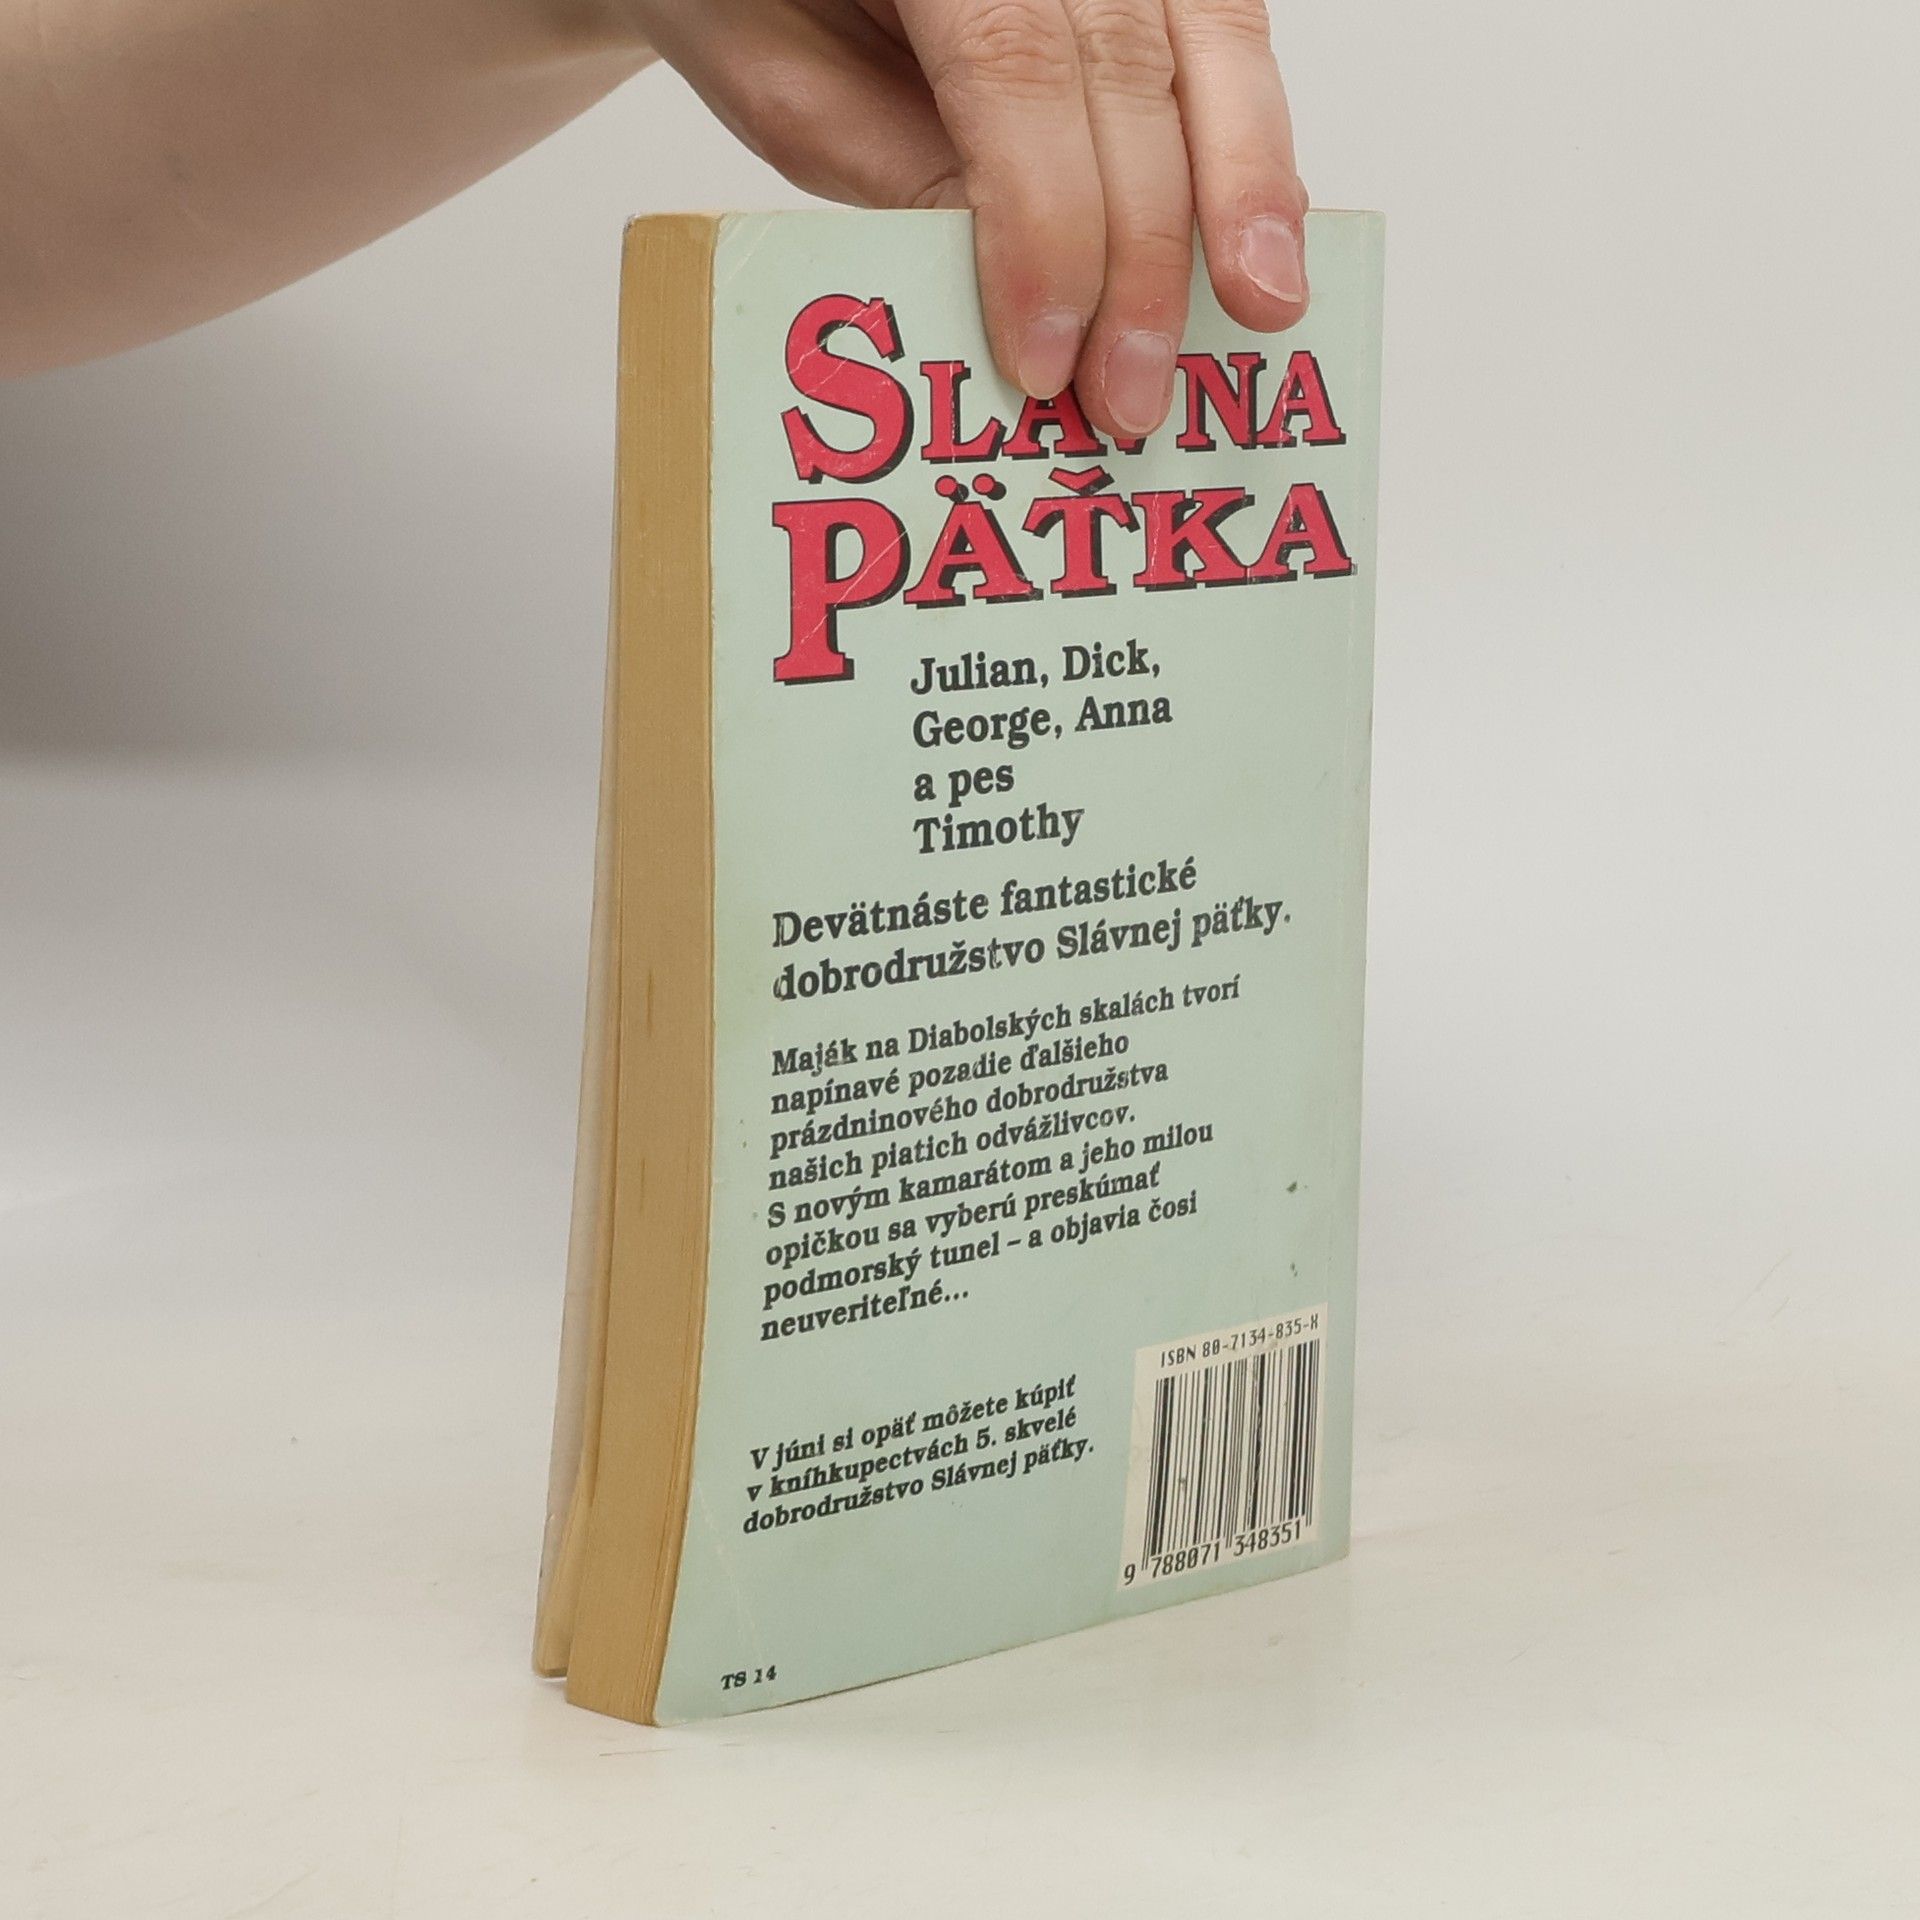 SLÁVNA
PÄŤKA
Julian, Dick,
George, Anna
a pes
Timothy
Devätnáste fantastické
dobrodružstvo Slávnej päťky.
Maják na Diabolských skalách tvorí
napínavé pozadie ďalšieho
prázdninového dobrodružstva
našich piatich odvážlivcov.
S novým kamarátom a jeho milou
opičkou sa vyberú preskúmať
podmorský tunel – a objavia čosi
neuveriteľné...
V júni si opäť môžete kúpiť
v kníhkupectvách 5. skvelé
dobrodružstvo Slávnej päťky.
ISBN 80-7134-835-X
9 788071 348351
TS 14